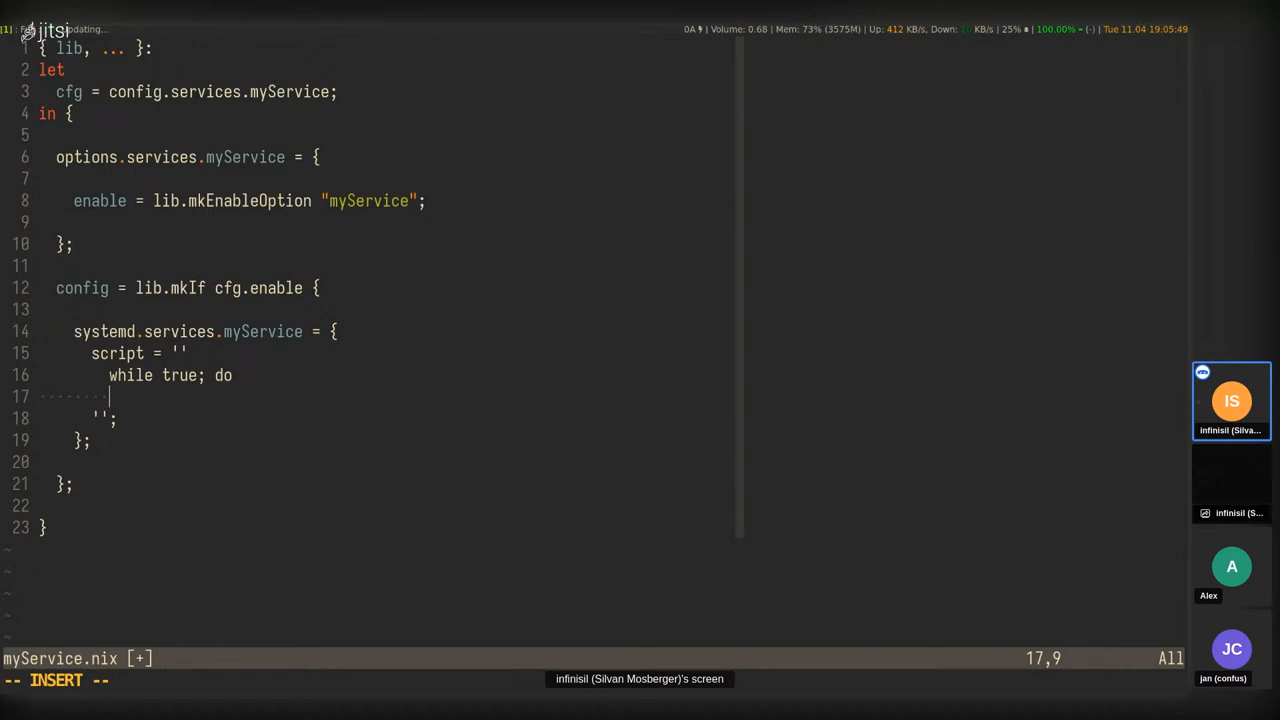 jitsi
[1] : pdating... 0A | Volume: 0.68 | Mem: 73% (3575M) | Up: 412 KB/s, Down: KB/s | 25% | 100.00% ~ (-) | Tue 11.04 19:05:49
1 { lib, ... }:
2 let
3 cfg = config.services.myService;
4 in {
5
6 options.services.myService = {
7
8 enable = lib.mkEnableOption "myService";
9
10 };
11
12 config = lib.mkIf cfg.enable {
13
14 systemd.services.myService = {
15 script = ''
16 while true; do
17 ········
18 '';
19 };
20
21 };
22
23 }
~
~
~
~
~
myService.nix [+] 17,9 All
-- INSERT --
infinisil (Silvan Mosberger)'s screen
IS
infinisil (Silva...
infinisil (S...
A
Alex
JC
jan (confus)